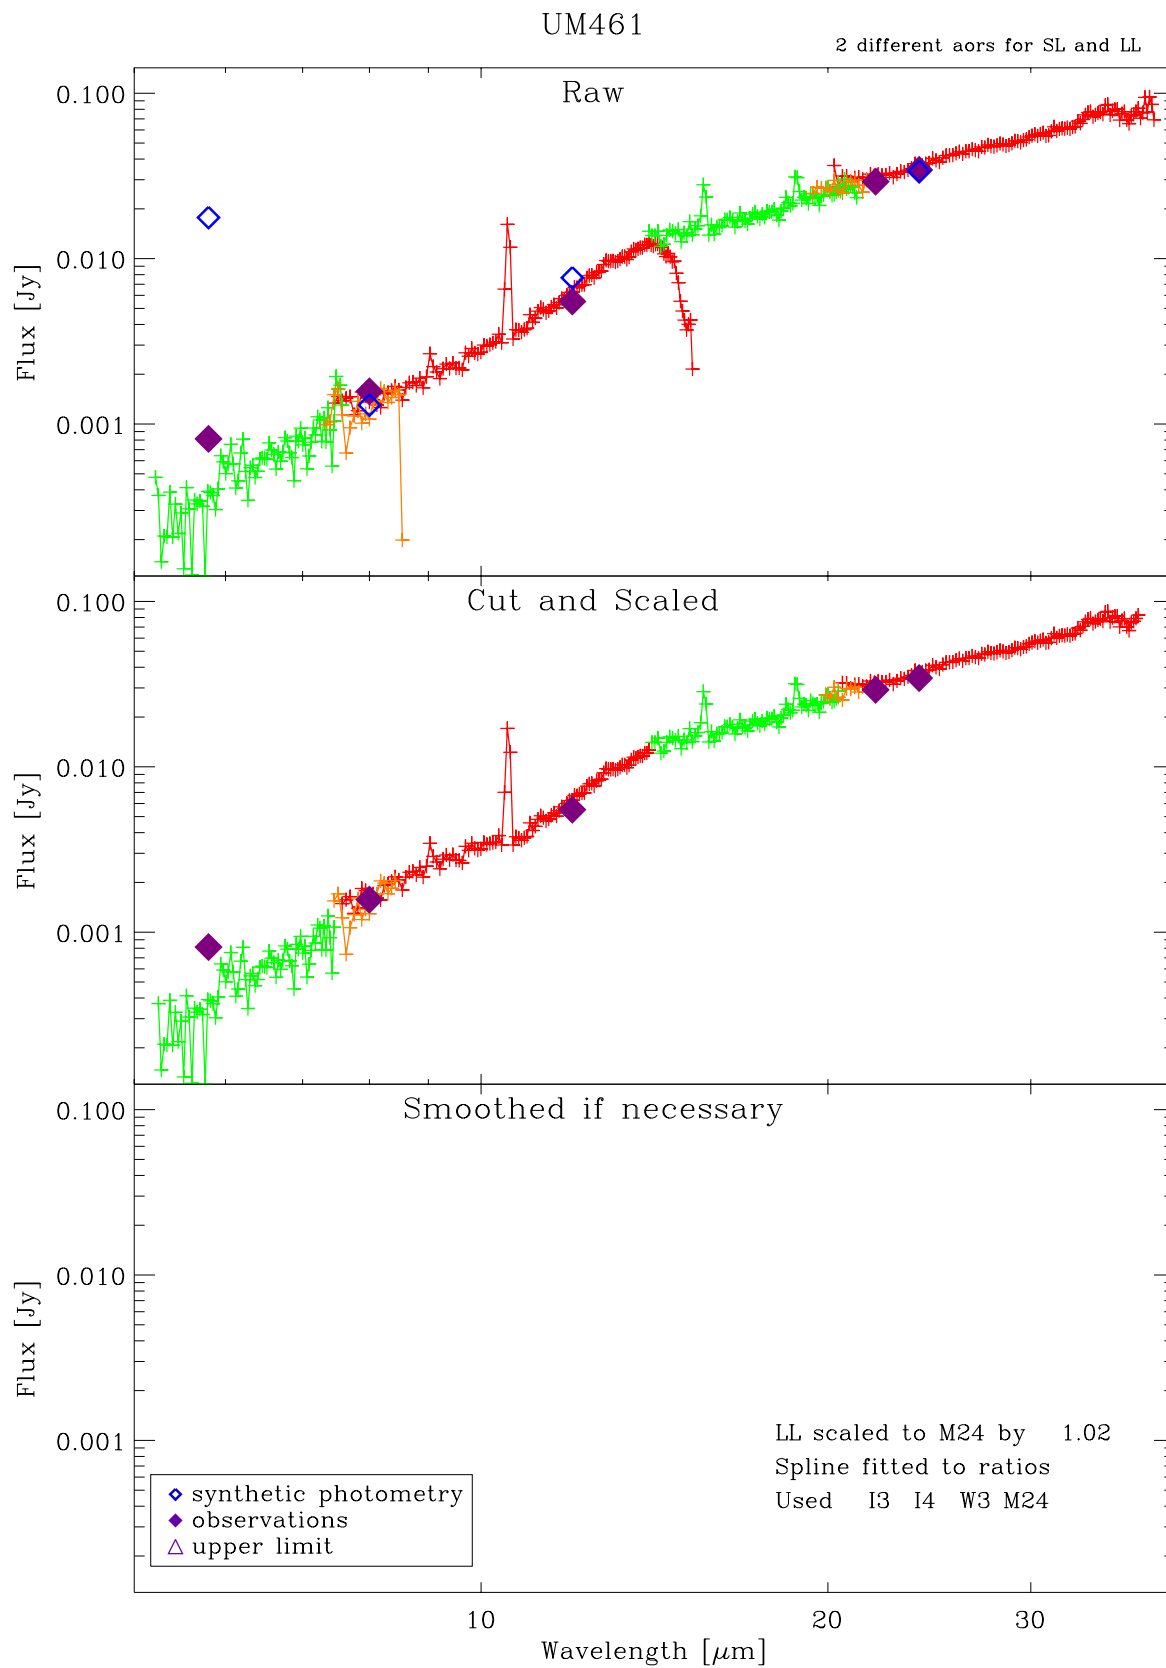 UM461
2 different aors for SL and LL
Raw
0.100
0.010
0.001
Flux [Jy]
Cut and Scaled
0.100
0.010
0.001
Flux [Jy]
Smoothed if necessary
0.100
0.010
0.001
Flux [Jy]
LL scaled to M24 by 1.02
Spline fitted to ratios
Used I3 I4 W3 M24
synthetic photometry
observations
upper limit
10 20 30
Wavelength [μm]